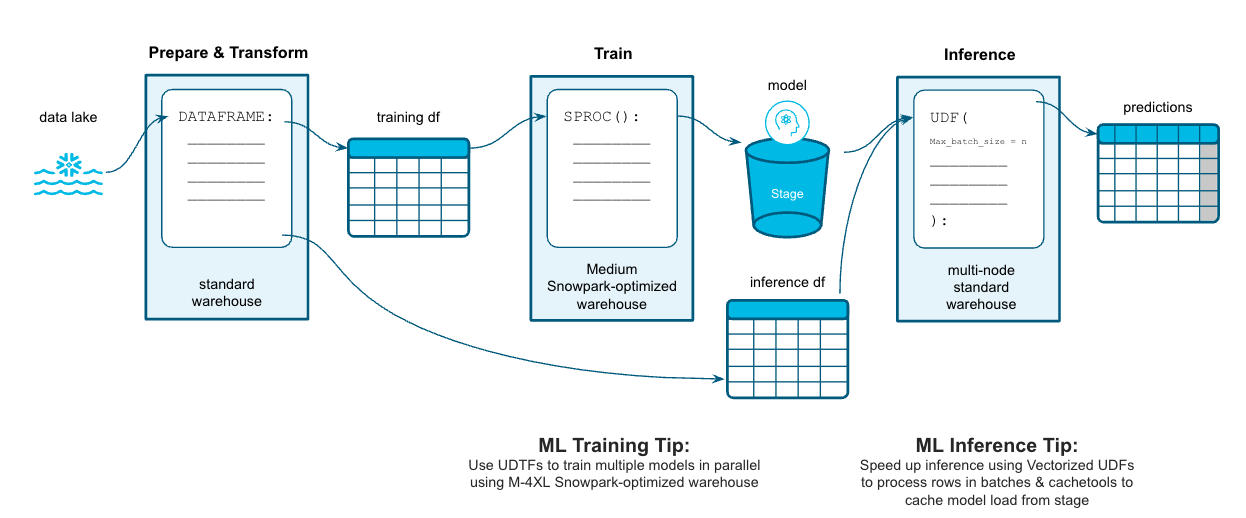 Prepare & Transform
Train
Inference
data lake
DATAFRAME:
standard
warehouse
training df
SPROC():
Medium
Snowpark-optimized
warehouse
model
Stage
inference df
UDF(
Max_batch_size = n
):
multi-node
standard
warehouse
predictions
ML Training Tip:
Use UDTFs to train multiple models in parallel
using M-4XL Snowpark-optimized warehouse
ML Inference Tip:
Speed up inference using Vectorized UDFs
to process rows in batches & cachetools to
cache model load from stage